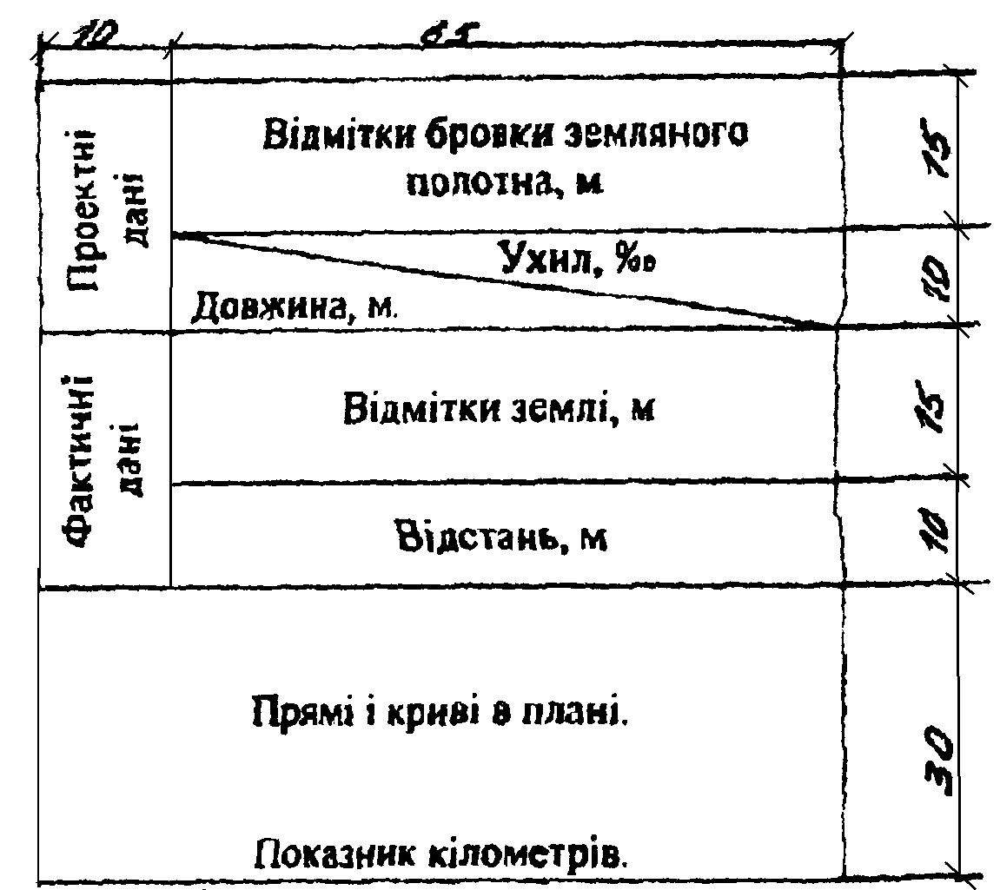 10
65
Проектні
дані
Відмітки бровки земляного
полотна, м
15
Ухил, ‰
Довжина, м.
10
Фактичні
дані
Відмітки землі, м
15
Відстань, м
10
Прямі і криві в плані.
30
Показник кілометрів.